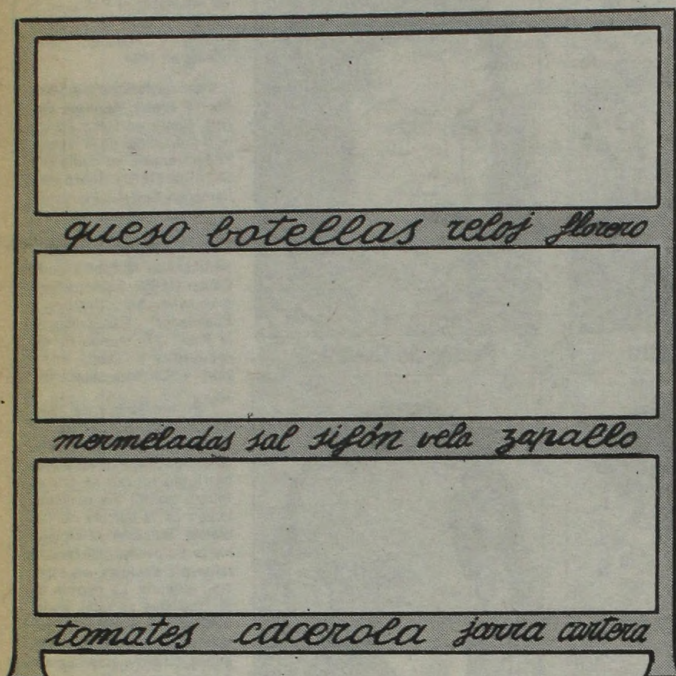 queso botellas reloj florero
mermeladas sal sifón vela zapallo
tomates cacerola jarra cartera